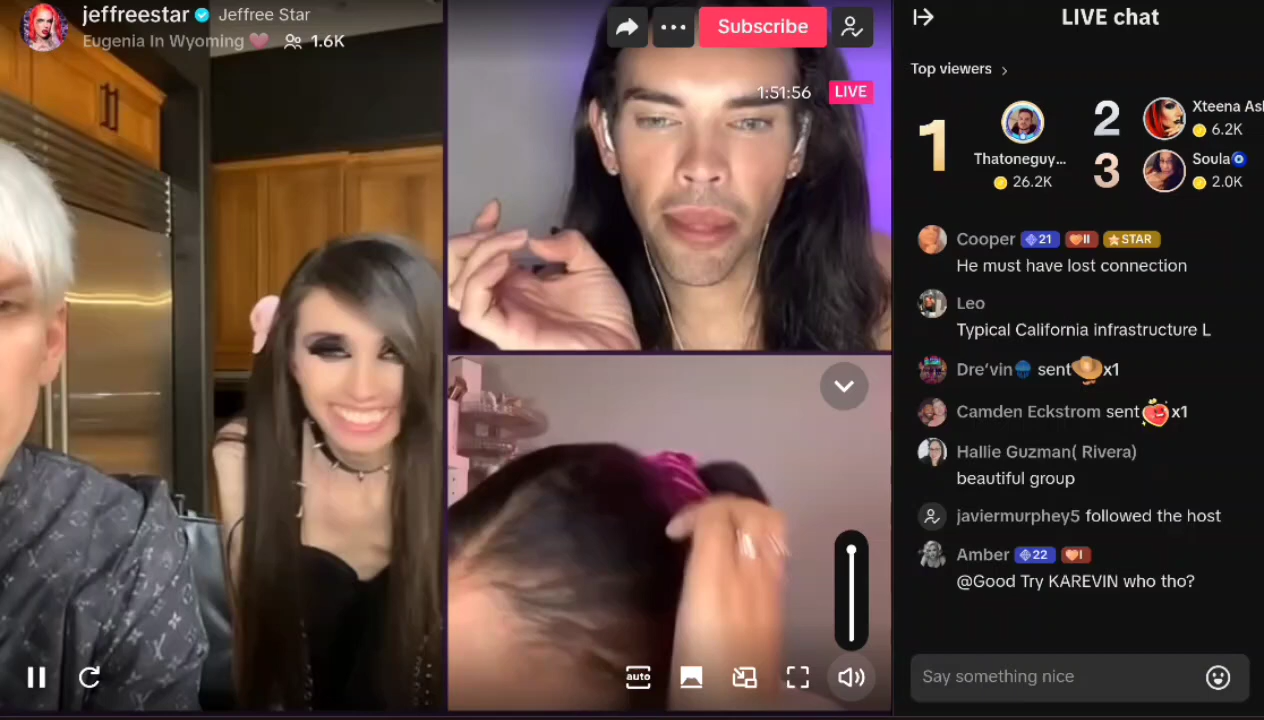 jeffreestar Jeffree Star
Eugenia In Wyoming 1.6K
Subscribe
1:51:56 LIVE
auto
LIVE chat
Top viewers
1
Thatoneguy...
26.2K
2
Xteena Asl
6.2K
3
Soula
2.0K
Cooper 21 II STAR
He must have lost connection
Leo
Typical California infrastructure L
Dre’vin sent x1
Camden Eckstrom sent x1
Hallie Guzman( Rivera)
beautiful group
javiermurphey5 followed the host
Amber 22 I
@Good Try KAREVIN who tho?
Say something nice